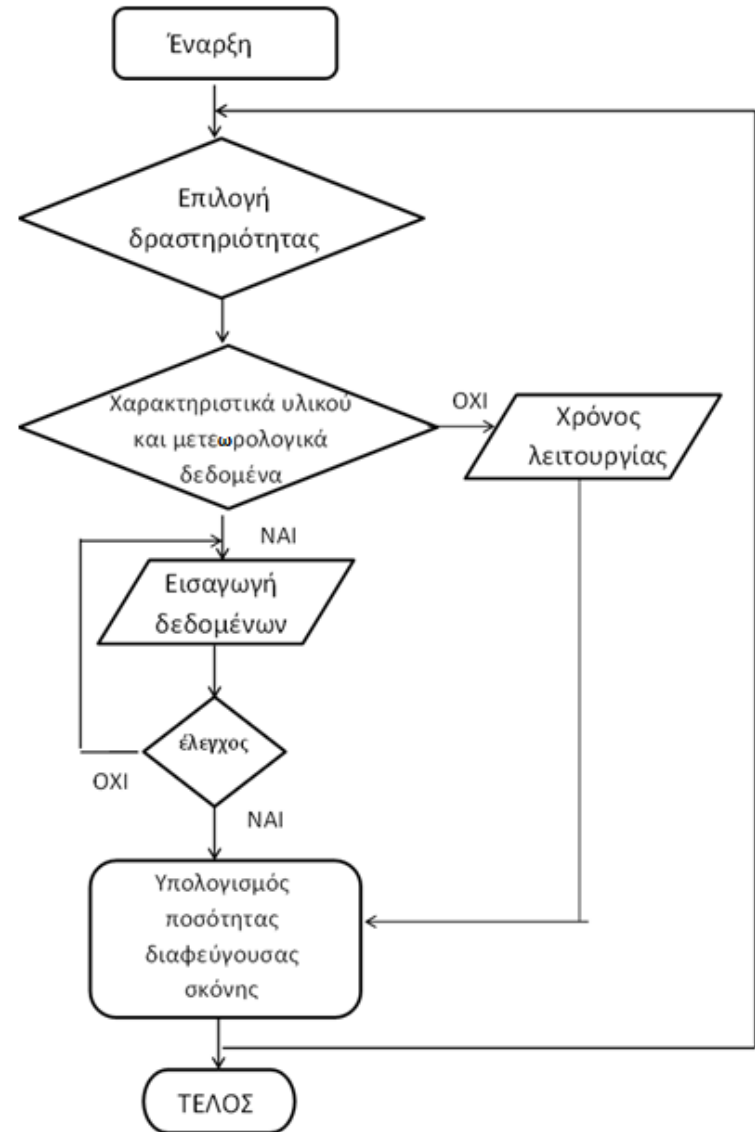 Έναρξη
Επιλογή
δραστηριότητας
Χαρακτηριστικά υλικού
και μετεωρολογικά
δεδομένα
ΟΧΙ
Χρόνος
λειτουργίας
ΝΑΙ
Εισαγωγή
δεδομένων
έλεγχος
ΟΧΙ
ΝΑΙ
Υπολογισμός
ποσότητας
διαφεύγουσας
σκόνης
ΤΕΛΟΣ